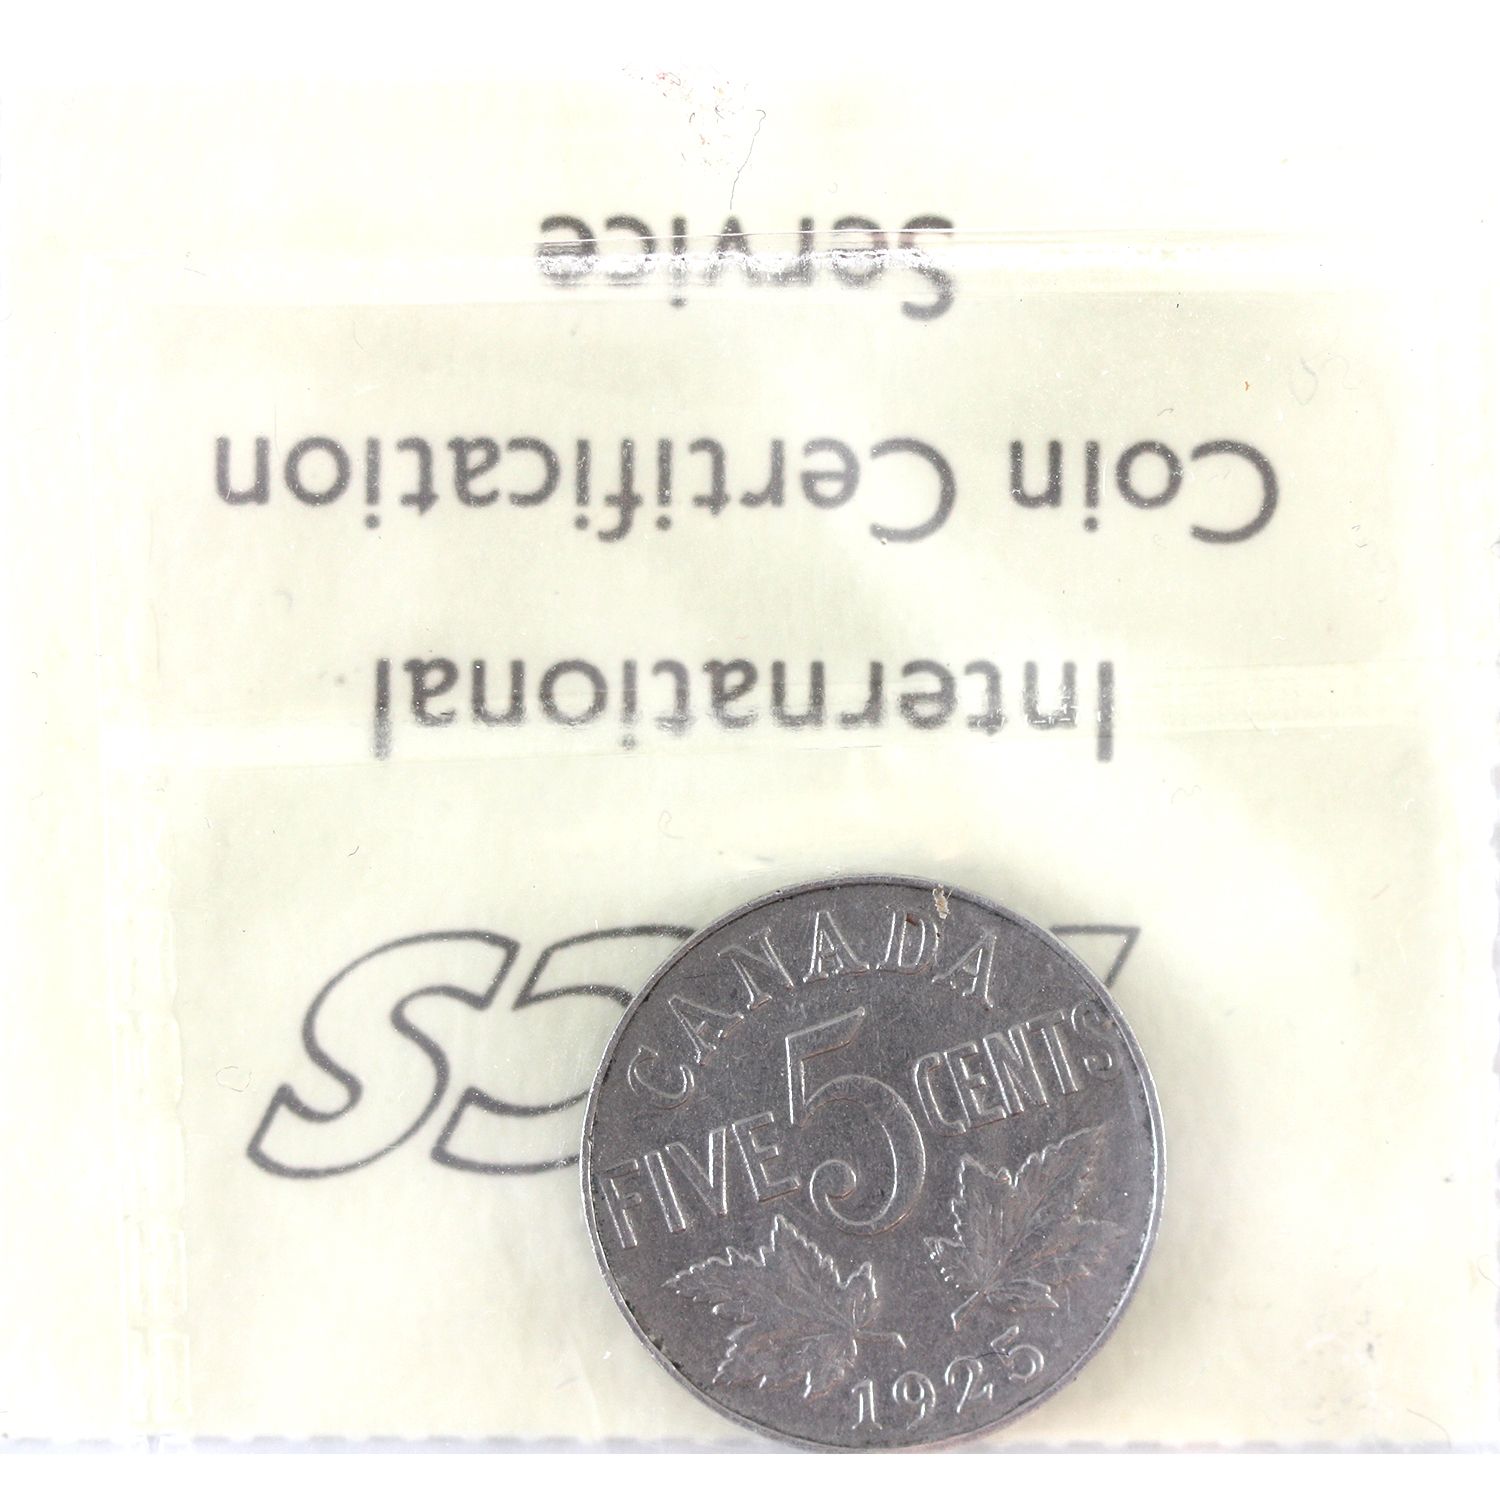 International
Coin Certification
Service
CANADA
FIVE 5 CENTS
1925